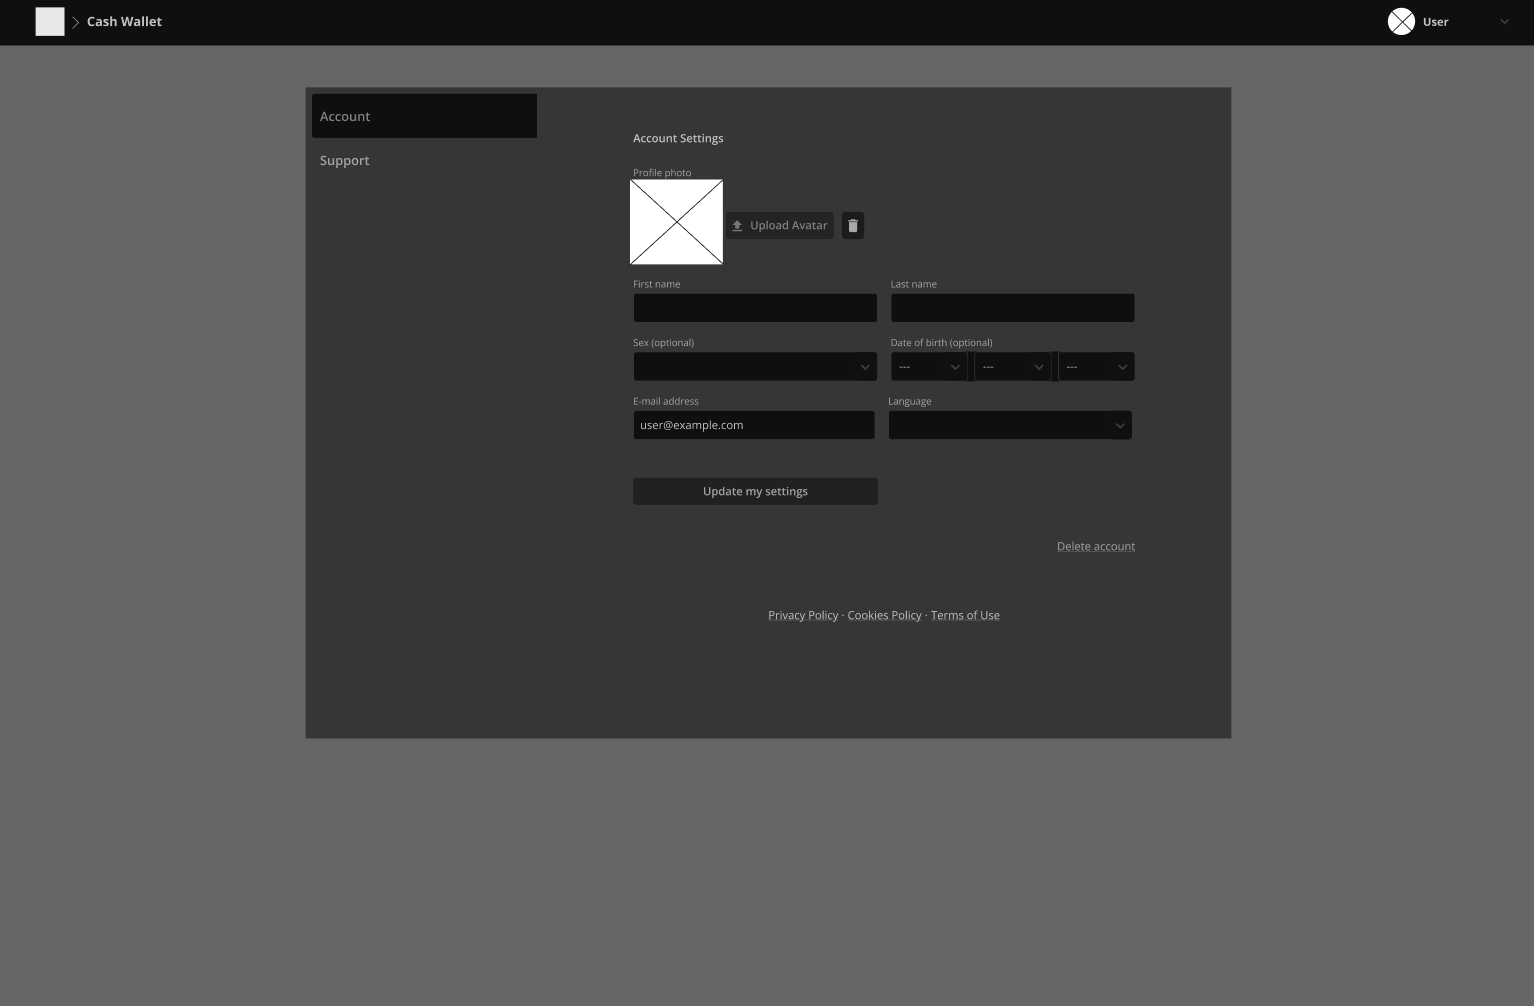 Cash Wallet
User
Account
Support
Account Settings
Profile photo
Upload Avatar
First name
Last name
Sex (optional)
Date of birth (optional)
---
---
---
E-mail address
Language
user@example.com
Update my settings
Delete account
Privacy Policy · Cookies Policy · Terms of Use